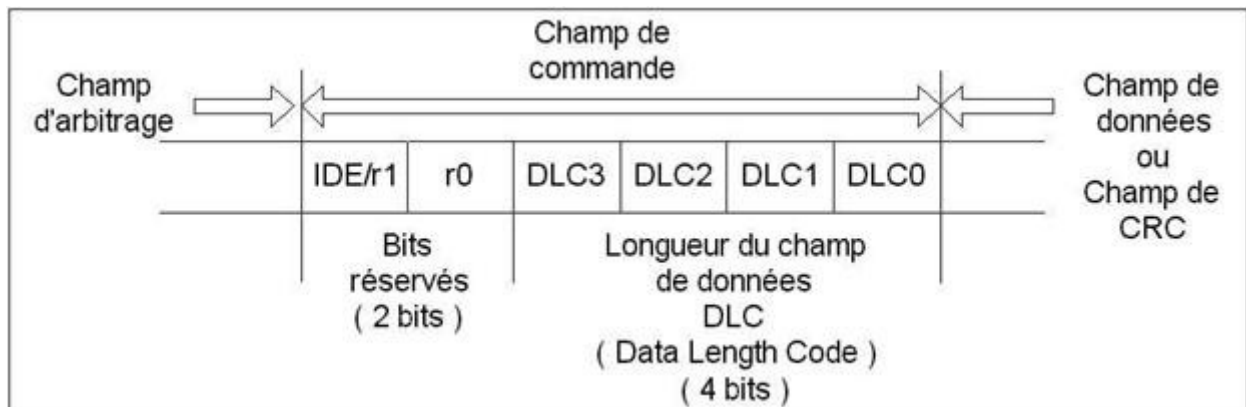 Champ de
commande
Champ
d'arbitrage
Champ de
données
ou
Champ de
CRC
IDE/r1 r0 DLC3 DLC2 DLC1 DLC0
Bits
réservés
( 2 bits )
Longueur du champ
de données
DLC
( Data Length Code )
( 4 bits )